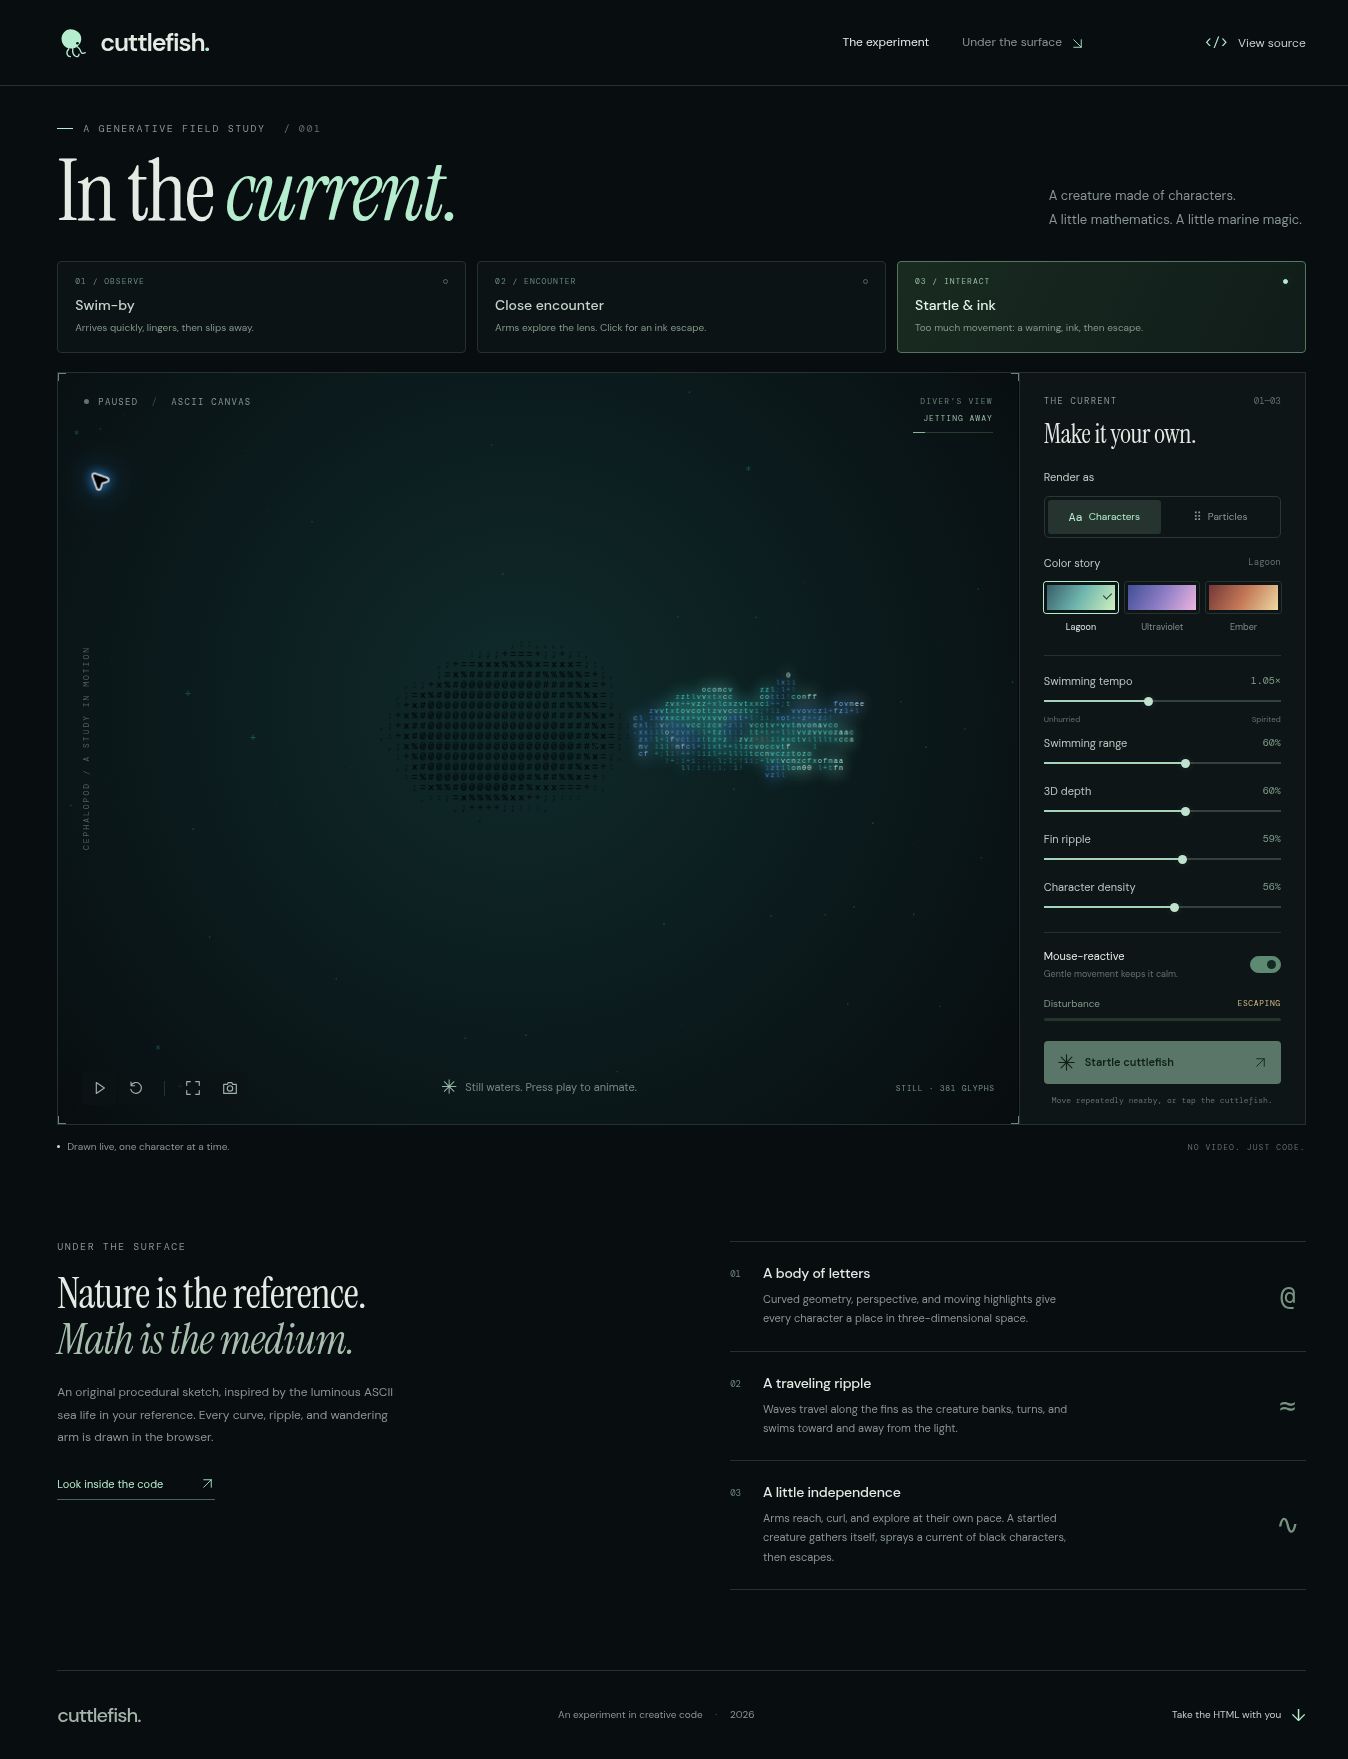 cuttlefish.
The experiment
Under the surface
View source
A GENERATIVE FIELD STUDY / 001
In the current.
A creature made of characters.
A little mathematics. A little marine magic.
01 / OBSERVE
Swim-by
Arrives quickly, lingers, then slips away.
02 / ENCOUNTER
Close encounter
Arms explore the lens. Click for an ink escape.
03 / INTERACT
Startle & ink
Too much movement: a warning, ink, then escape.
PAUSED / ASCII CANVAS
DIVER'S VIEW
JETTING AWAY
CEPHALOPOD / A STUDY IN MOTION
Still waters. Press play to animate.
STILL · 381 GLYPHS
THE CURRENT
01—03
Make it your own.
Render as
Aa Characters
Particles
Color story
Lagoon
Lagoon
Ultraviolet
Ember
Swimming tempo
1.05×
Unhurried
Spirited
Swimming range
60%
3D depth
60%
Fin ripple
59%
Character density
56%
Mouse-reactive
Gentle movement keeps it calm.
Disturbance
ESCAPING
Startle cuttlefish
Move repeatedly nearby, or tap the cuttlefish.
Drawn live, one character at a time.
NO VIDEO. JUST CODE.
UNDER THE SURFACE
Nature is the reference.
Math is the medium.
An original procedural sketch, inspired by the luminous ASCII
sea life in your reference. Every curve, ripple, and wandering
arm is drawn in the browser.
Look inside the code
01
A body of letters
Curved geometry, perspective, and moving highlights give
every character a place in three-dimensional space.
@
02
A traveling ripple
Waves travel along the fins as the creature banks, turns, and
swims toward and away from the light.
≈
03
A little independence
Arms reach, curl, and explore at their own pace. A startled
creature gathers itself, sprays a current of black characters,
then escapes.
∿
cuttlefish.
An experiment in creative code · 2026
Take the HTML with you